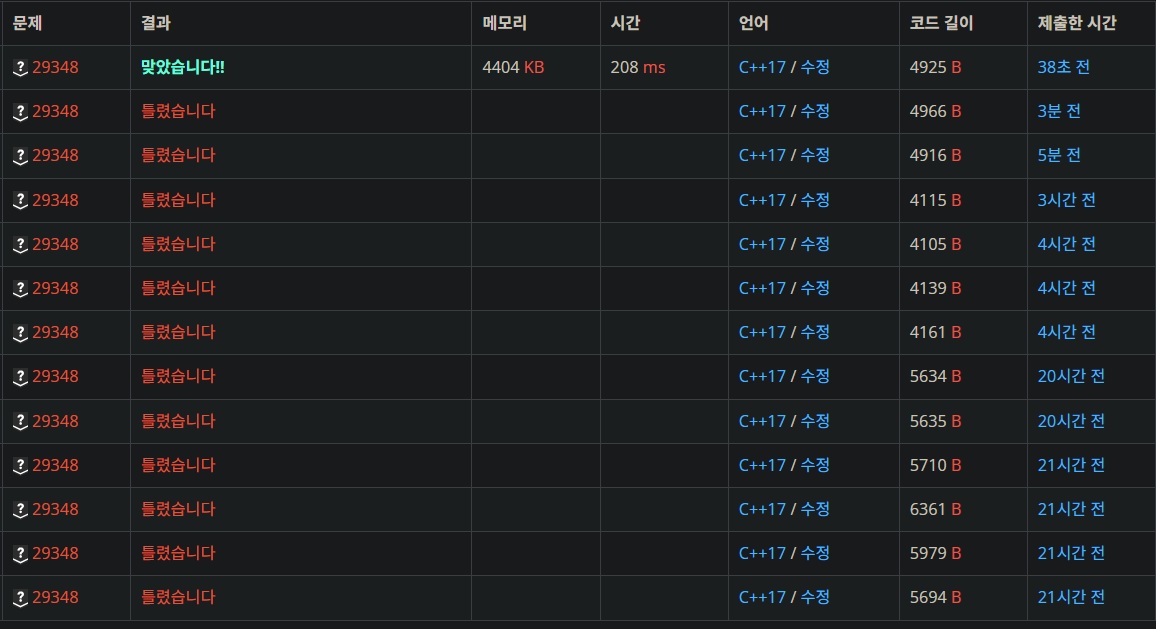 문제 결과 메모리 시간 언어 코드 길이 제출한 시간
? 29348 맞았습니다!! 4404 KB 208 ms C++17 / 수정 4925 B 38초 전
? 29348 틀렸습니다 C++17 / 수정 4966 B 3분 전
? 29348 틀렸습니다 C++17 / 수정 4916 B 5분 전
? 29348 틀렸습니다 C++17 / 수정 4115 B 3시간 전
? 29348 틀렸습니다 C++17 / 수정 4105 B 4시간 전
? 29348 틀렸습니다 C++17 / 수정 4139 B 4시간 전
? 29348 틀렸습니다 C++17 / 수정 4161 B 4시간 전
? 29348 틀렸습니다 C++17 / 수정 5634 B 20시간 전
? 29348 틀렸습니다 C++17 / 수정 5635 B 20시간 전
? 29348 틀렸습니다 C++17 / 수정 5710 B 21시간 전
? 29348 틀렸습니다 C++17 / 수정 6361 B 21시간 전
? 29348 틀렸습니다 C++17 / 수정 5979 B 21시간 전
? 29348 틀렸습니다 C++17 / 수정 5694 B 21시간 전